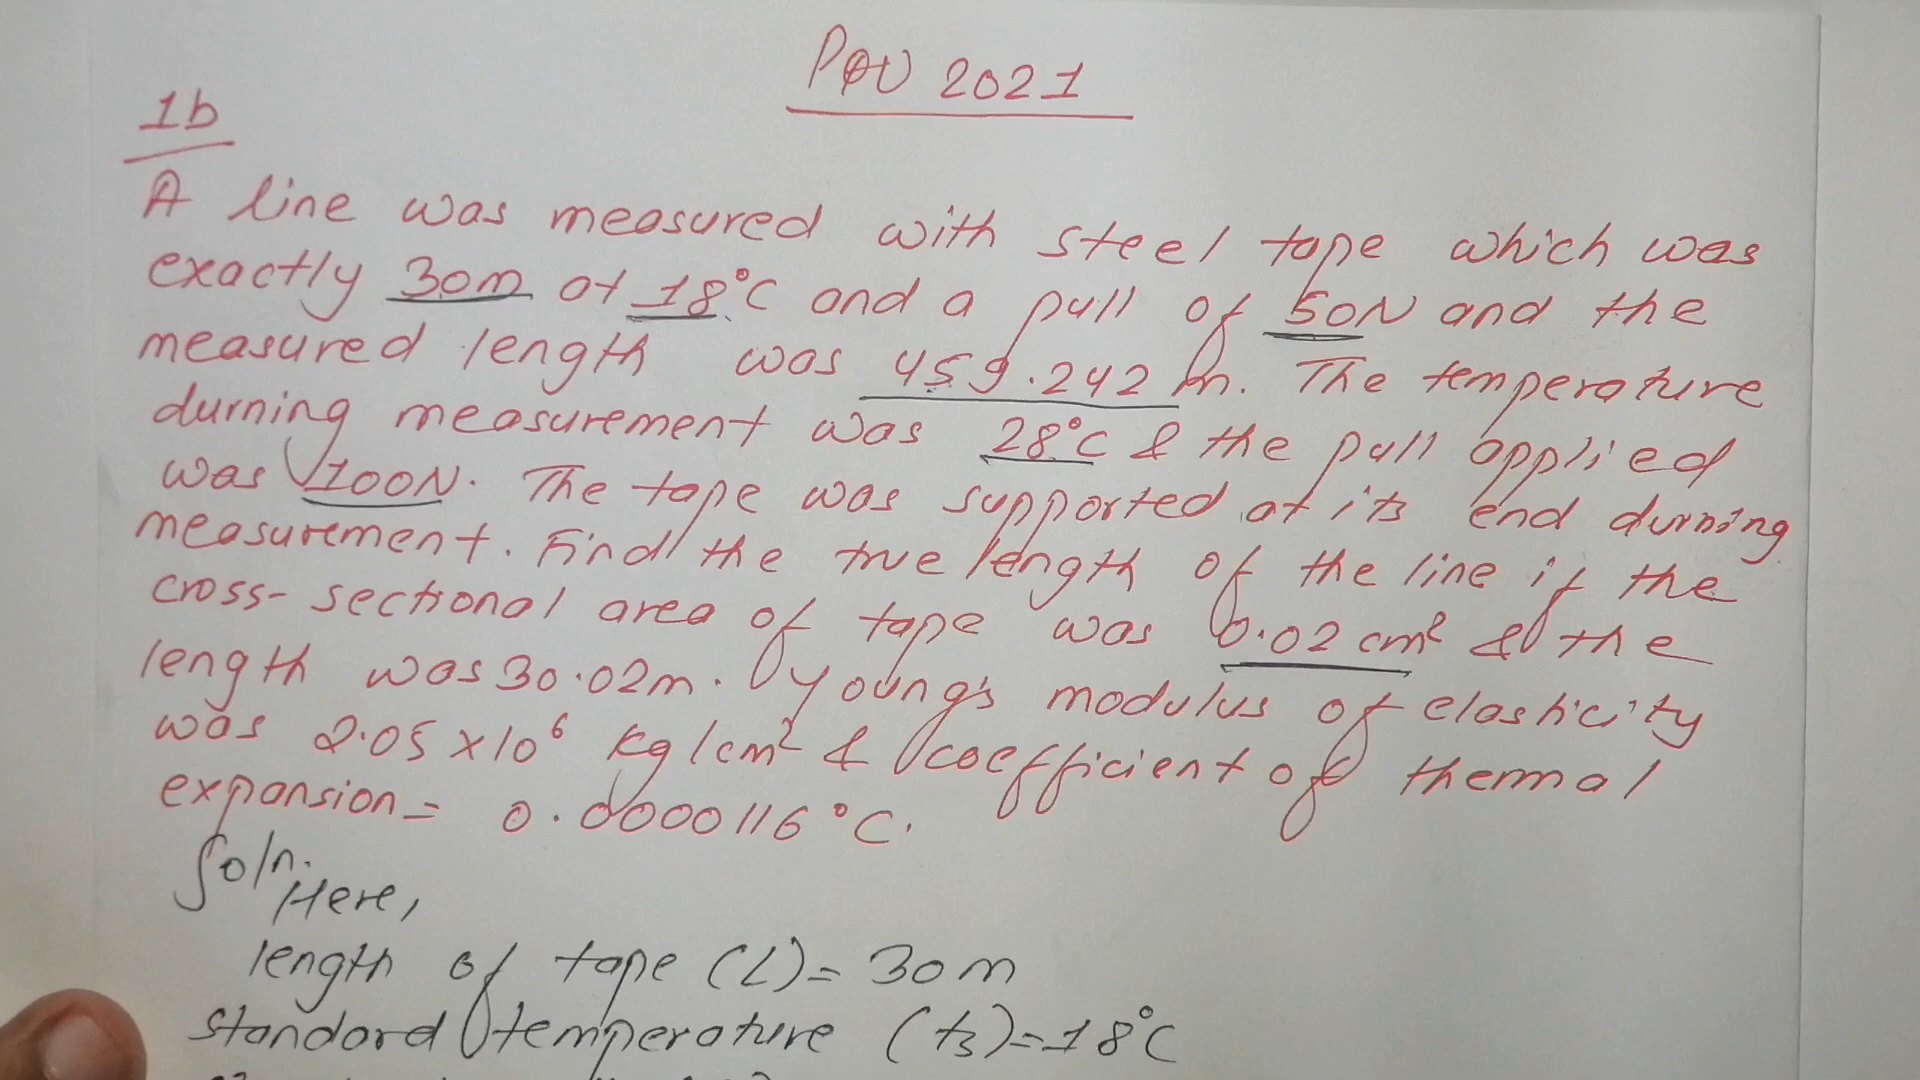 POU 2021
1b
A line was measured with steel tape which was
exactly 30m at 18°C and a pull of 50N and the
measured length was 459.242 m. The temperature
durning measurement was 28°C & the pull applied
was 100N. The tape was supported at its end durning
measurement. Find the true length of the line if the
cross-sectional area of tape was 0.02 cm² & the
length was 30.02m. Young's modulus of elasticity
was 2.05 x 10⁶ kg/cm² & coefficient of thermal
expansion = 0.0000116°C.
Soln.
Here,
length of tape (L) = 30m
standard temperature (ts) = 18°C